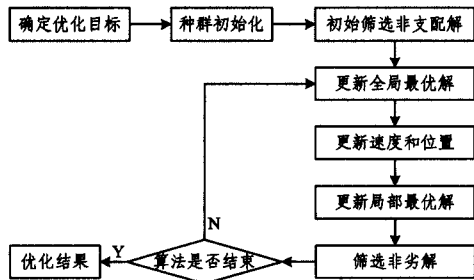 确定优化目标
种群初始化
初始筛选非支配解
更新全局最优解
更新速度和位置
更新局部最优解
N
优化结果
Y
算法是否结束
筛选非劣解